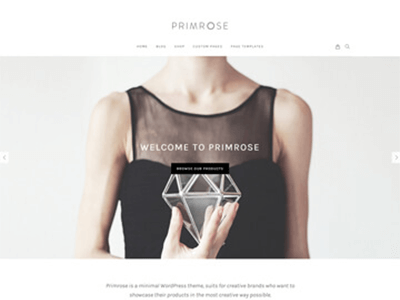 PRIMROSE
HOME BLOG SHOP CUSTOM PAGES PAGE TEMPLATES
WELCOME TO PRIMROSE
BROWSE OUR PRODUCTS
Primrose is a minimal WordPress theme, suits for creative brands who want to
showcase their products in the most creative way possible.